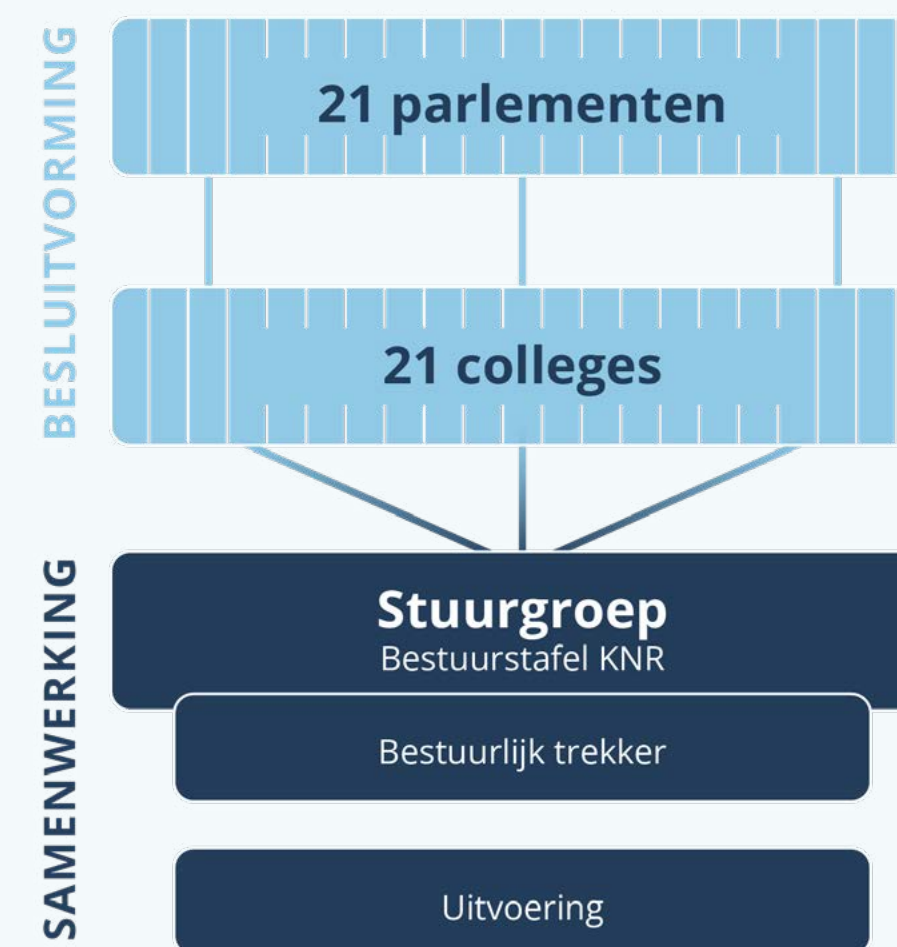 BESLUITVORMING
21 parlementen
21 colleges
SAMENWERKING
Stuurgroep
Bestuurstafel KNR
Bestuurlijk trekker
Uitvoering